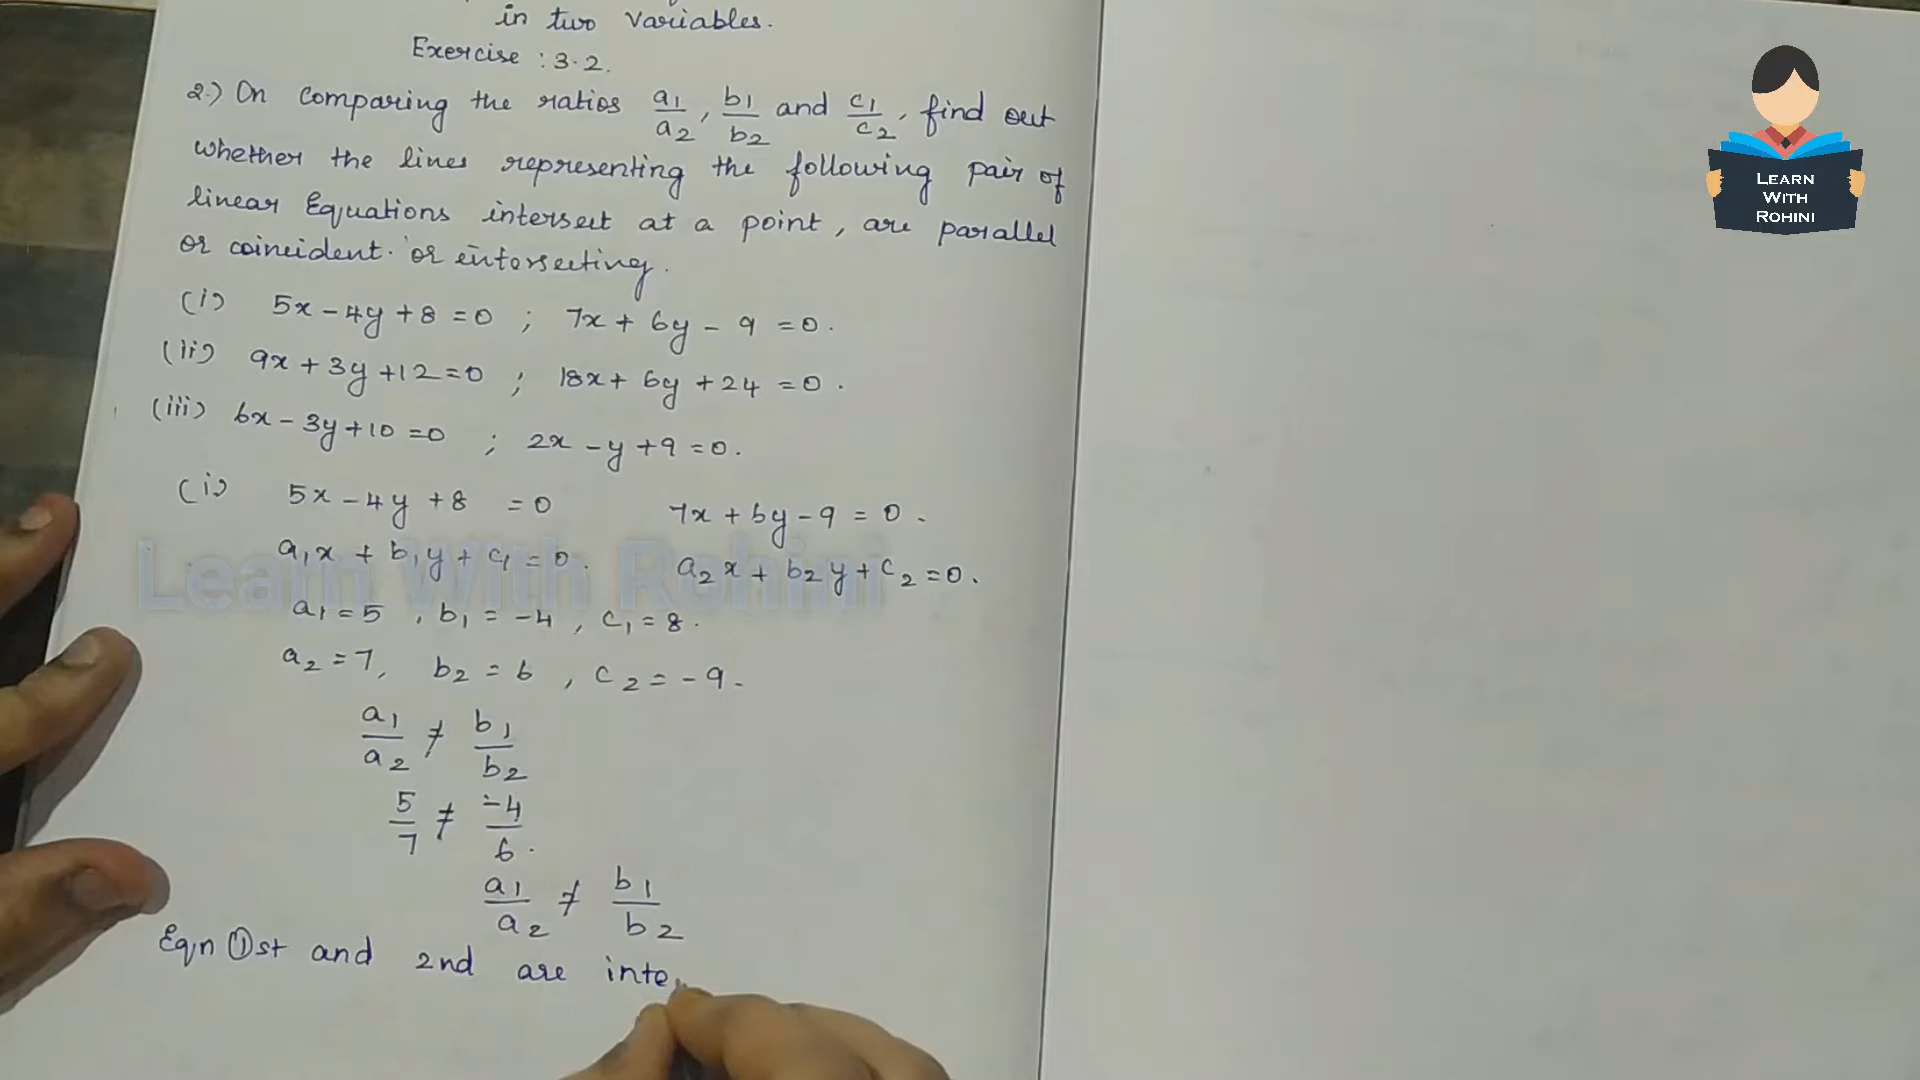 in two variables.
Exercise : 3.2.
2.) On comparing the ratios a1/a2, b1/b2 and c1/c2, find out
whether the lines representing the following pair of
linear Equations intersect at a point, are parallel
or coincident. or intersecting.
(i) 5x - 4y + 8 = 0 ; 7x + 6y - 9 = 0.
(ii) 9x + 3y + 12 = 0 ; 18x + 6y + 24 = 0.
(iii) 6x - 3y + 10 = 0 ; 2x - y + 9 = 0.
(i) 5x - 4y + 8 = 0 7x + 6y - 9 = 0.
a1x + b1y + c1 = 0. a2x + b2y + c2 = 0.
a1 = 5, b1 = -4, c1 = 8.
a2 = 7, b2 = 6, c2 = -9.
a1/a2 ≠ b1/b2
5/7 ≠ -4/6.
a1/a2 ≠ b1/b2
Eqn ①st and 2nd are inte
LEARN
WITH
ROHINI
Learn With Rohini